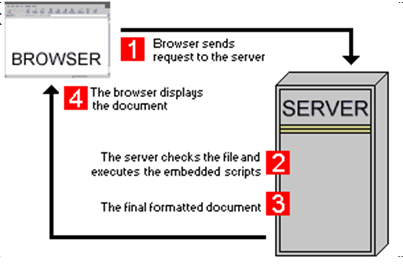 BROWSER
1 Browser sends
request to the server
4 The browser displays
the document
SERVER
The server checks the file and 2
executes the embedded scripts
The final formatted document 3